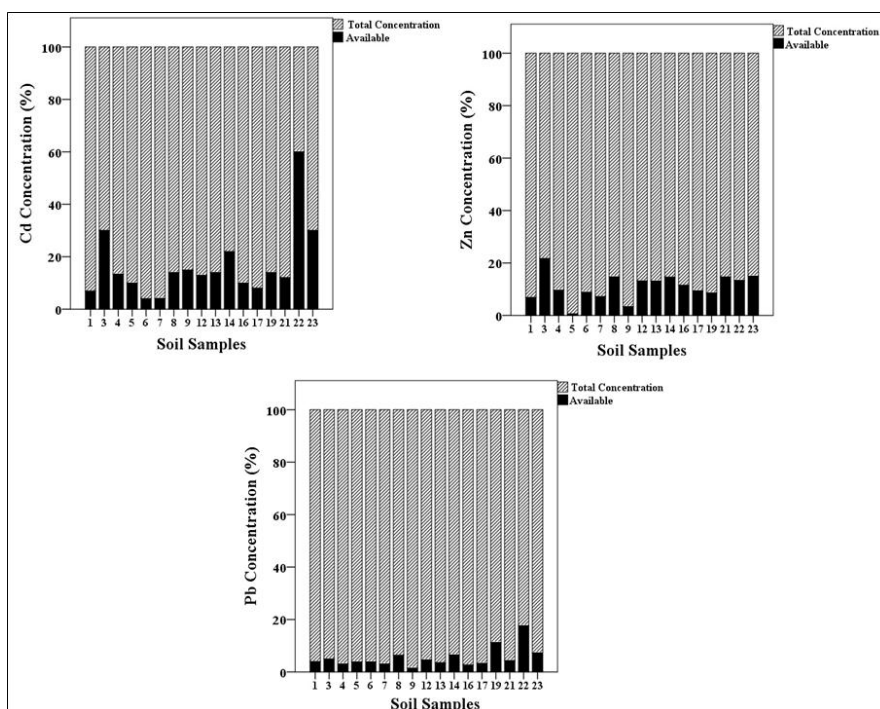 Total Concentration
Available
100
80
60
40
20
0
Cd Concentration (%)
1 3 4 5 6 7 8 9 12 13 14 16 17 19 21 22 23
Soil Samples
Total Concentration
Available
100
80
60
40
20
0
Zn Concentration (%)
1 3 4 5 6 7 8 9 12 13 14 16 17 19 21 22 23
Soil Samples
Total Concentration
Available
100
80
60
40
20
0
Pb Concentration (%)
1 3 4 5 6 7 8 9 12 13 14 16 17 19 21 22 23
Soil Samples